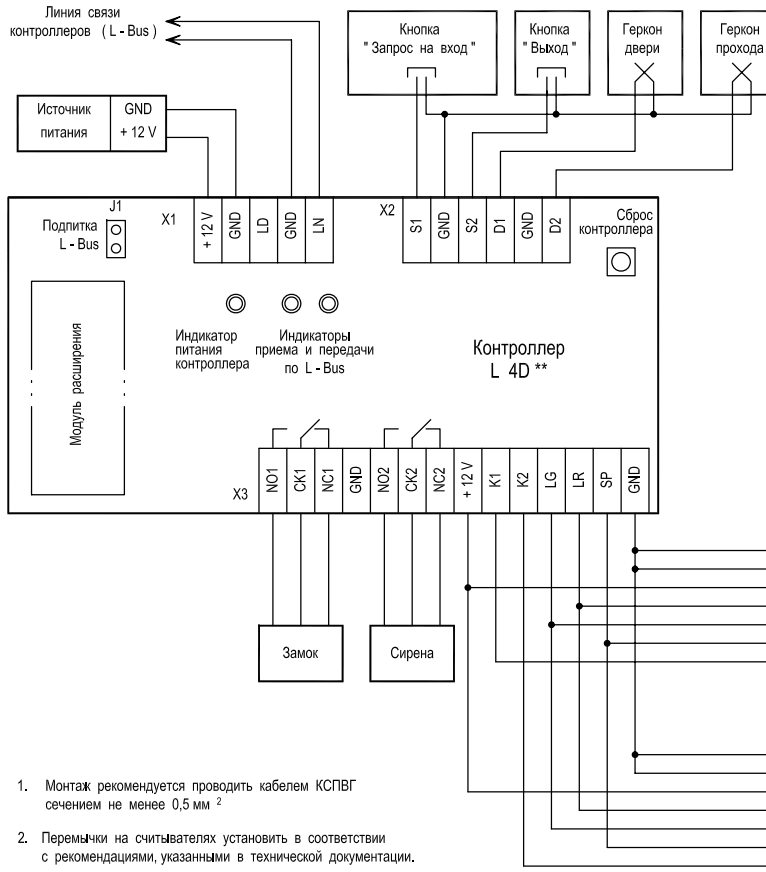 Линия связи
контроллеров ( L - Bus )
Кнопка
" Запрос на вход "
Кнопка
" Выход "
Геркон
двери
Геркон
прохода
Источник
питания
GND
+ 12 V
J1
Подпитка
L - Bus
X1
+ 12 V
GND
LD
GND
LN
X2
S1
GND
S2
D1
GND
D2
Сброс
контроллера
Модуль расширения
Индикатор
питания
контроллера
Индикаторы
приема и передачи
по L - Bus
Контроллер
L 4D **
X3
NO1
CK1
NC1
GND
NO2
CK2
NC2
+ 12 V
K1
K2
LG
LR
SP
GND
Замок
Сирена
1. Монтаж рекомендуется проводить кабелем КСПВГ
сечением не менее 0,5 мм ²
2. Перемычки на считывателях установить в соответствии
с рекомендациями, указанными в технической документации.